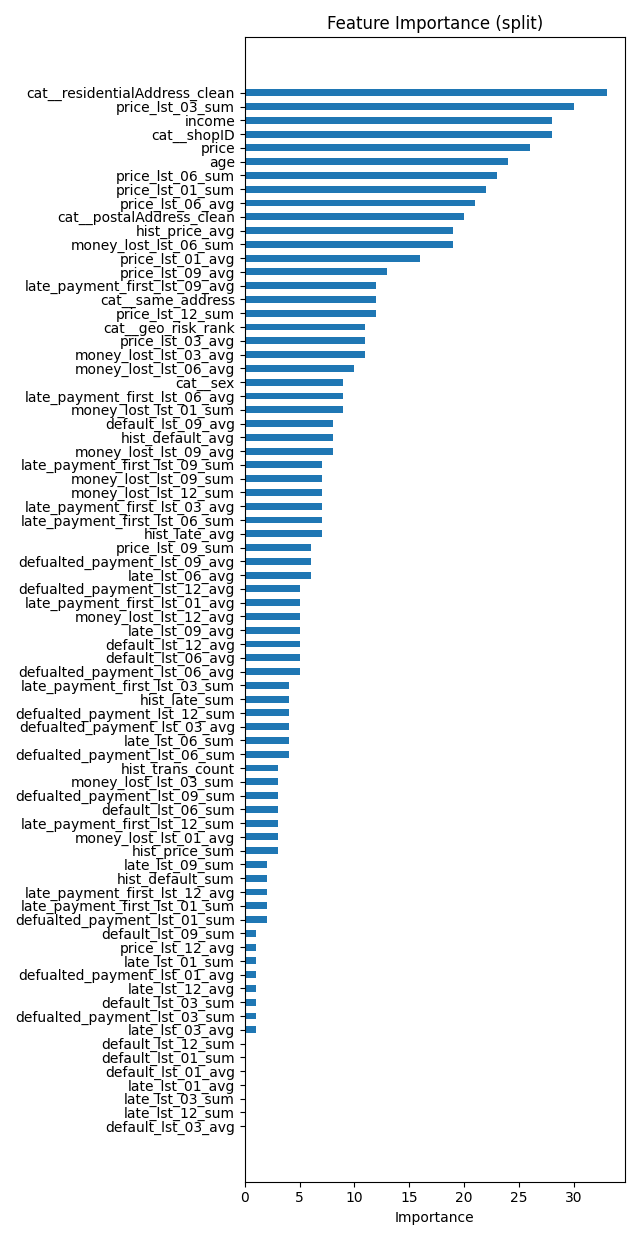 Feature Importance (split)
cat__residentialAddress_clean
price_lst_03_sum
income
cat__shopID
price
age
price_lst_06_sum
price_lst_01_sum
price_lst_06_avg
cat__postalAddress_clean
hist_price_avg
money_lost_lst_06_sum
price_lst_01_avg
price_lst_09_avg
late_payment_first_lst_09_avg
cat__same_address
price_lst_12_sum
cat__geo_risk_rank
price_lst_03_avg
money_lost_lst_03_avg
money_lost_lst_06_avg
cat__sex
late_payment_first_lst_06_avg
money_lost_lst_01_sum
default_lst_09_avg
hist_default_avg
money_lost_lst_09_avg
late_payment_first_lst_09_sum
money_lost_lst_09_sum
money_lost_lst_12_sum
late_payment_first_lst_03_avg
late_payment_first_lst_06_sum
hist_late_avg
price_lst_09_sum
defualted_payment_lst_09_avg
late_lst_06_avg
defualted_payment_lst_12_avg
late_payment_first_lst_01_avg
money_lost_lst_12_avg
late_lst_09_avg
default_lst_12_avg
default_lst_06_avg
defualted_payment_lst_06_avg
late_payment_first_lst_03_sum
hist_late_sum
defualted_payment_lst_12_sum
defualted_payment_lst_03_avg
late_lst_06_sum
defualted_payment_lst_06_sum
hist_trans_count
money_lost_lst_03_sum
defualted_payment_lst_09_sum
default_lst_06_sum
late_payment_first_lst_12_sum
money_lost_lst_01_avg
hist_price_sum
late_lst_09_sum
hist_default_sum
late_payment_first_lst_12_avg
late_payment_first_lst_01_sum
defualted_payment_lst_01_sum
default_lst_09_sum
price_lst_12_avg
late_lst_01_sum
defualted_payment_lst_01_avg
late_lst_12_avg
default_lst_03_sum
defualted_payment_lst_03_sum
late_lst_03_avg
default_lst_12_sum
default_lst_01_sum
default_lst_01_avg
late_lst_01_avg
late_lst_03_sum
late_lst_12_sum
default_lst_03_avg
0 5 10 15 20 25 30
Importance